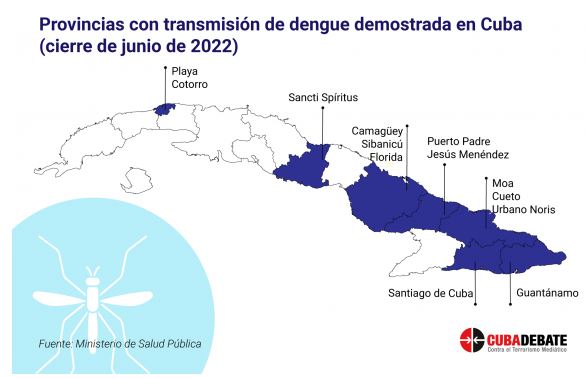 Provincias con transmisión de dengue demostrada en Cuba
(cierre de junio de 2022)
Playa
Cotorro
Sancti Spíritus
Camagüey
Sibanicú
Florida
Puerto Padre
Jesús Menéndez
Moa
Cueto
Urbano Noris
Santiago de Cuba
Guantánamo
Fuente: Ministerio de Salud Pública
CUBADEBATE
Contra el Terrorismo Mediático